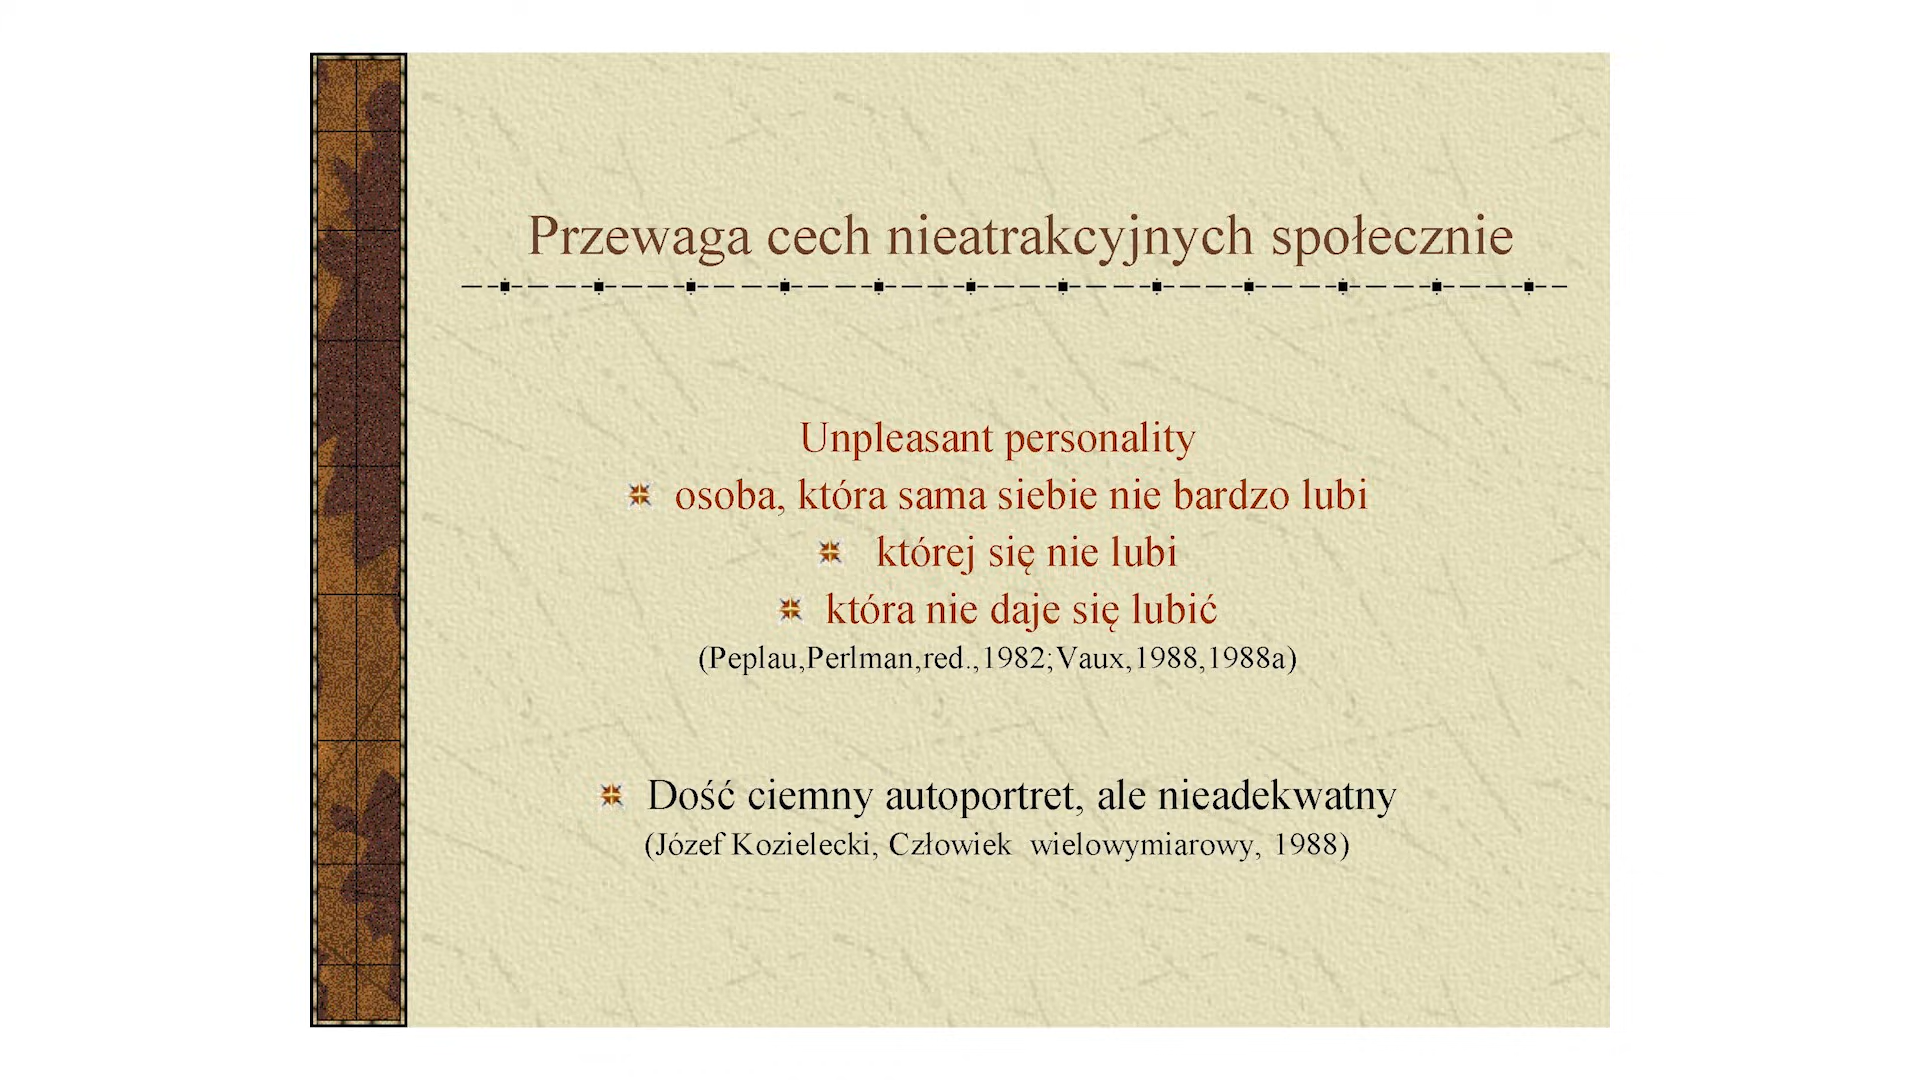 Przewaga cech nieatrakcyjnych społecznie
Unpleasant personality
osoba, która sama siebie nie bardzo lubi
której się nie lubi
która nie daje się lubić
(Peplau,Perlman,red.,1982;Vaux,1988,1988a)
Dość ciemny autoportret, ale nieadekwatny
(Józef Kozielecki, Człowiek  wielowymiarowy, 1988)